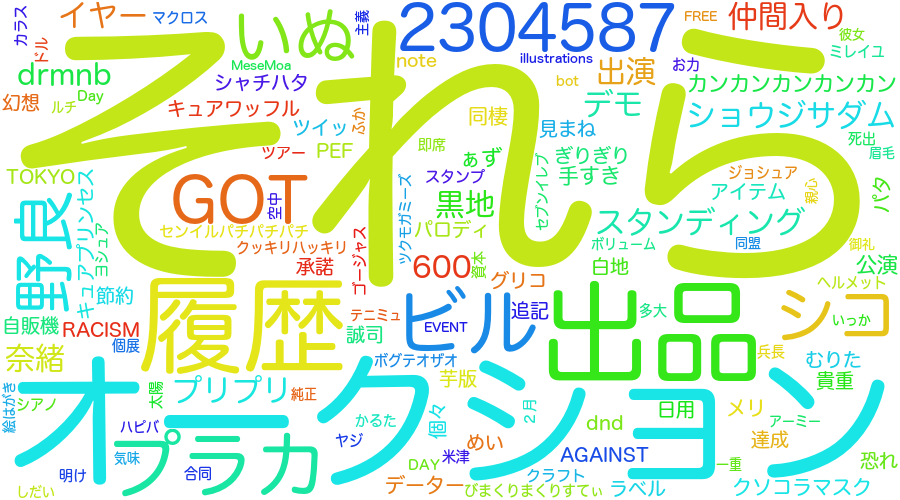 カラス
ドル
イヤー
マクロス
主義
いぬ
2304587
FREE
仲間入り
彼女
ミレイユ
drmnb
MeseMoa
note
illustrations
bot
出演
お力
カンカンカンカンカン
幻想
ルチ
Day
シャチハタ
キュアワッフル
ふか
ツイッ
同棲
デモ
ショウジサダム
それら
見まね
死出
眉毛
TOKYO
ツアー
PEF
即席
ぁず
ぎりぎり
手すき
スタンプ
セブンイレブ
ジョシュア
アイテム
親心
パタ
野良
キュアプリンセス
ヨシュア
GOT
空中
センイルパチパチパチ
クッキリハッキリ
ゴージャス
ツクモガミーズ
パロディ
黒地
スタンディング
ボリューム
同盟
御礼
節約
承諾
600
資本
グリコ
白地
公演
ヘルメット
自販機
RACISM
個展
履歴
テニミュ
誠司
ビル
EVENT
追記
出品
多大
シコ
いっか
奈緒
ボグテオザオ
兵長
むりた
貴重
絵はがき
シアノ
オークション
太陽
プリプリ
純正
芋版
2月
日用
メリ
アーミー
ハピバ
プラカ
ヤジ
かるた
個々
めい
dnd
達成
気味
米津
AGAINST
恐れ
しだい
明け
合同
DAY
データー
クラフト
びまくりまくりすてぃ
ラベル
一重
クソコラマスク